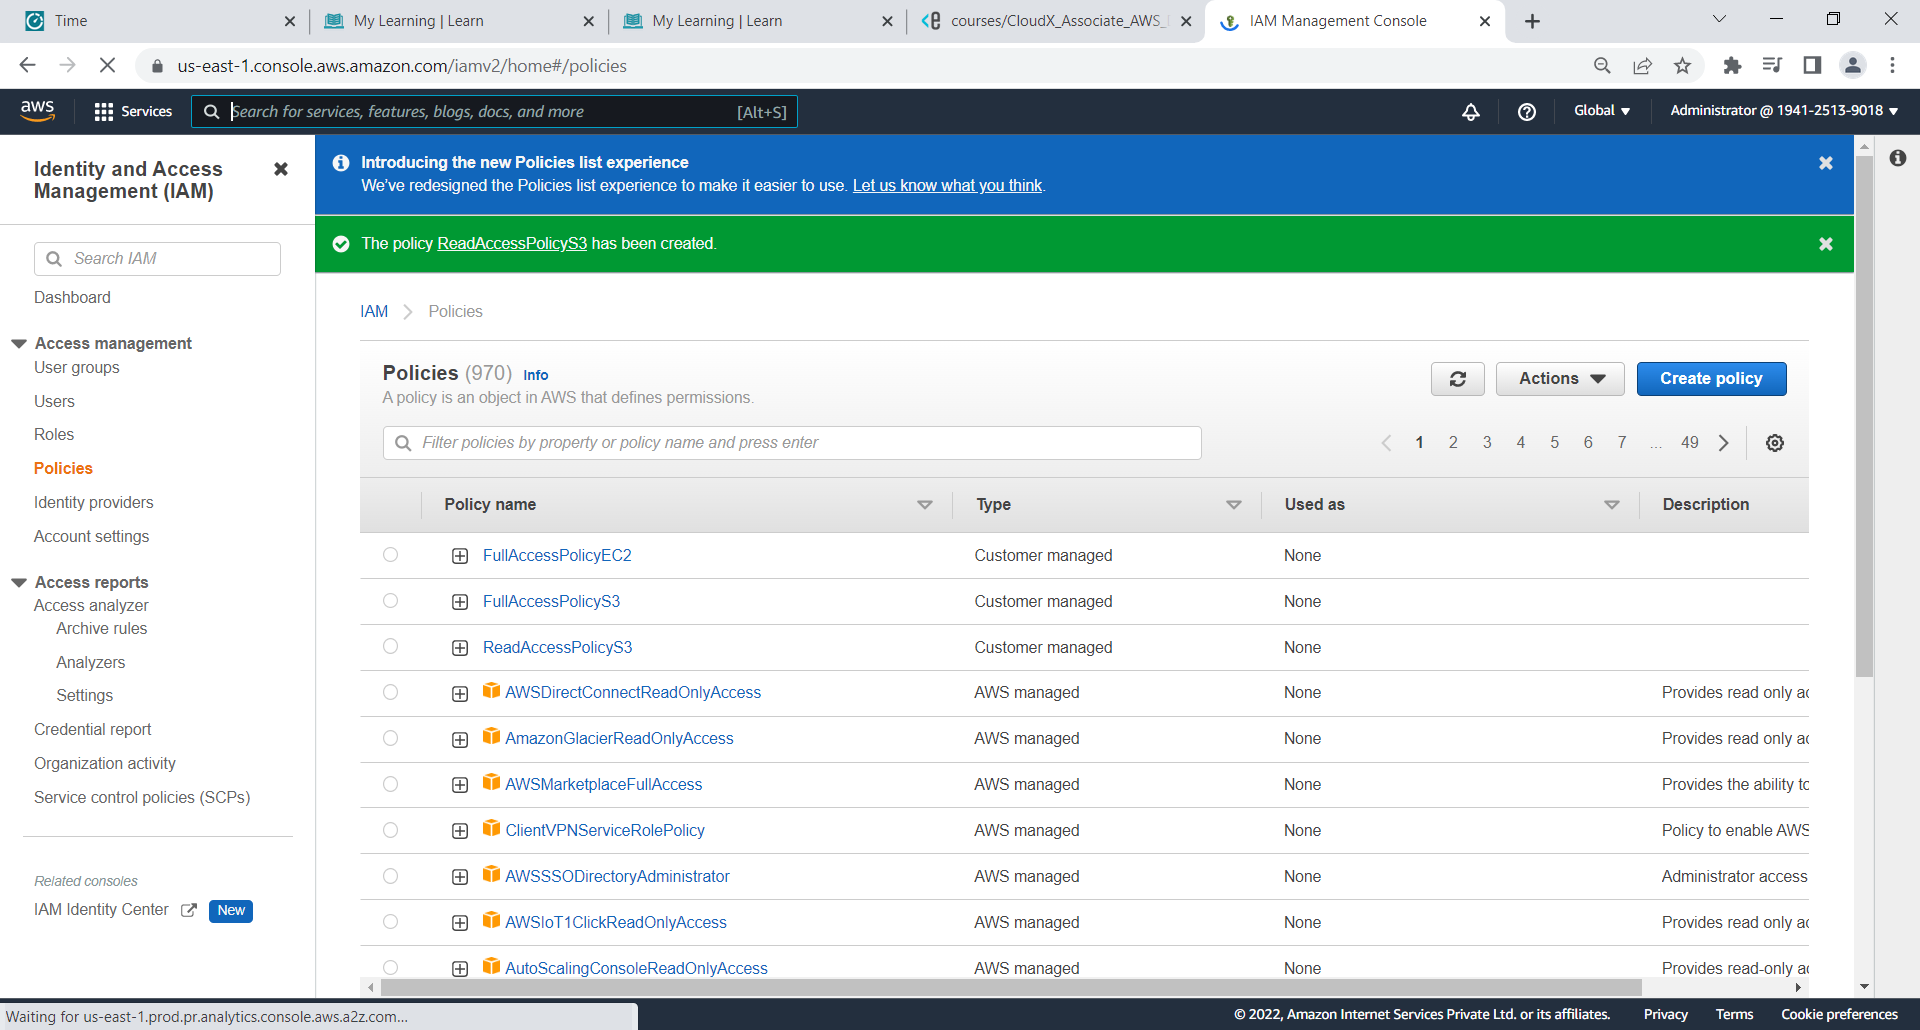 Time
My Learning | Learn
My Learning | Learn
courses/CloudX_Associate_AWS_
IAM Management Console
us-east-1.console.aws.amazon.com/iamv2/home#/policies
aws
Services
Search for services, features, blogs, docs, and more
[Alt+S]
Global
Administrator @ 1941-2513-9018
Identity and Access
Management (IAM)
Search IAM
Dashboard
Access management
User groups
Users
Roles
Policies
Identity providers
Account settings
Access reports
Access analyzer
Archive rules
Analyzers
Settings
Credential report
Organization activity
Service control policies (SCPs)
Related consoles
IAM Identity Center New
Introducing the new Policies list experience
We've redesigned the Policies list experience to make it easier to use. Let us know what you think.
The policy ReadAccessPolicyS3 has been created.
IAM Policies
Policies (970) Info
A policy is an object in AWS that defines permissions.
Actions
Create policy
Filter policies by property or policy name and press enter
1 2 3 4 5 6 7 ... 49
Policy name Type Used as Description
FullAccessPolicyEC2 Customer managed None
FullAccessPolicyS3 Customer managed None
ReadAccessPolicyS3 Customer managed None
AWSDirectConnectReadOnlyAccess AWS managed None Provides read only ac
AmazonGlacierReadOnlyAccess AWS managed None Provides read only ac
AWSMarketplaceFullAccess AWS managed None Provides the ability to
ClientVPNServiceRolePolicy AWS managed None Policy to enable AWS
AWSSSODirectoryAdministrator AWS managed None Administrator access
AWSIoT1ClickReadOnlyAccess AWS managed None Provides read only ac
AutoScalingConsoleReadOnlyAccess AWS managed None Provides read-only ac
Waiting for us-east-1.prod.pr.analytics.console.aws.a2z.com...
© 2022, Amazon Internet Services Private Ltd. or its affiliates.
Privacy
Terms
Cookie preferences